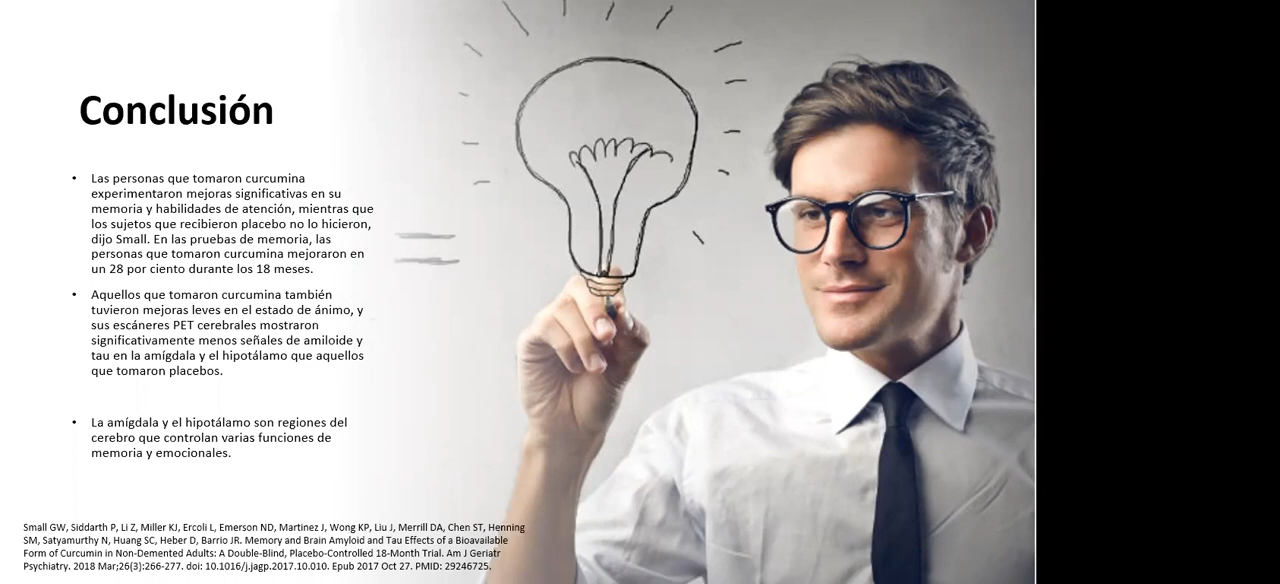 Conclusión
• Las personas que tomaron curcumina
experimentaron mejoras significativas en su
memoria y habilidades de atención, mientras que
los sujetos que recibieron placebo no lo hicieron,
dijo Small. En las pruebas de memoria, las
personas que tomaron curcumina mejoraron en
un 28 por ciento durante los 18 meses.
• Aquellos que tomaron curcumina también
tuvieron mejoras leves en el estado de ánimo, y
sus escáneres PET cerebrales mostraron
significativamente menos señales de amiloide y
tau en la amígdala y el hipotálamo que aquellos
que tomaron placebos.
• La amígdala y el hipotálamo son regiones del
cerebro que controlan varias funciones de
memoria y emocionales.
Small GW, Siddarth P, Li Z, Miller KJ, Ercoli L, Emerson ND, Martinez J, Wong KP, Liu J, Merrill DA, Chen ST, Henning
SM, Satyamurthy N, Huang SC, Heber D, Barrio JR. Memory and Brain Amyloid and Tau Effects of a Bioavailable
Form of Curcumin in Non-Demented Adults: A Double-Blind, Placebo-Controlled 18-Month Trial. Am J Geriatr
Psychiatry. 2018 Mar;26(3):266-277. doi: 10.1016/j.jagp.2017.10.010. Epub 2017 Oct 27. PMID: 29246725.